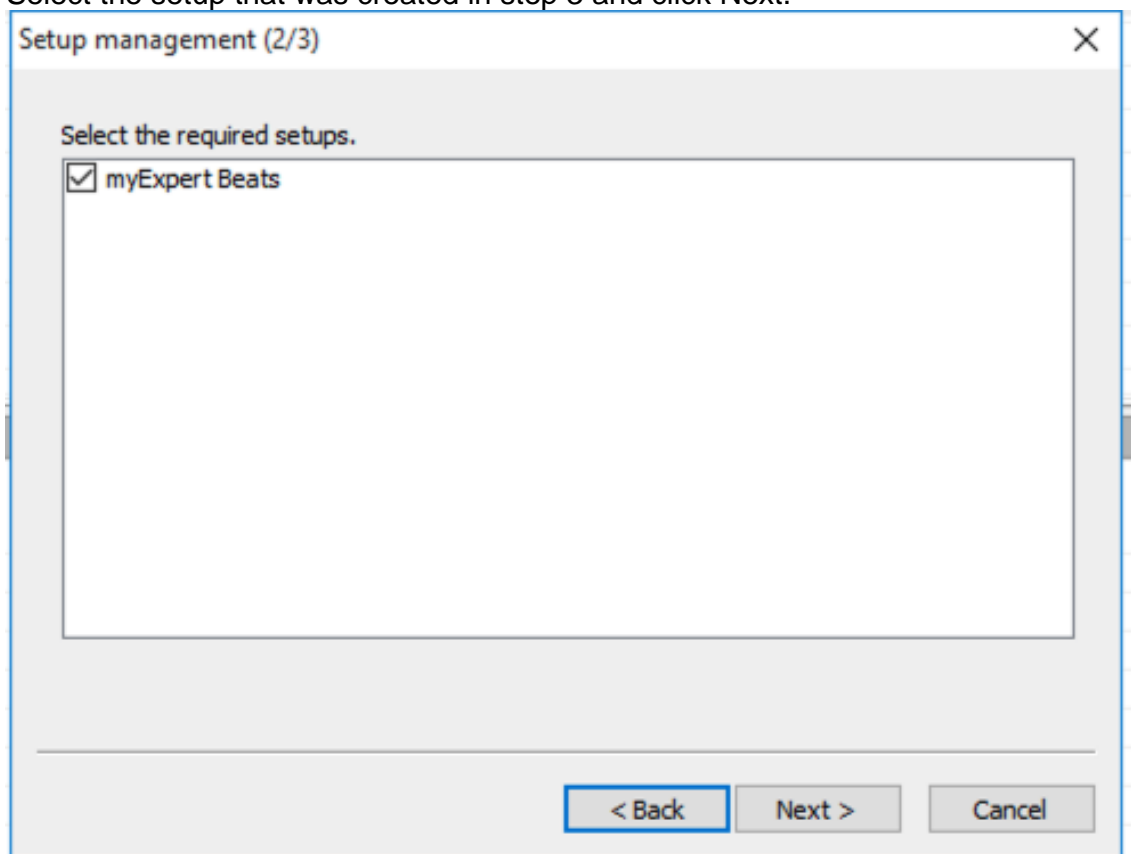 Select the setup that was created in step and click Next.
Setup management (2/3)
Select the required setups.
myExpert Beats
< Back Next > Cancel